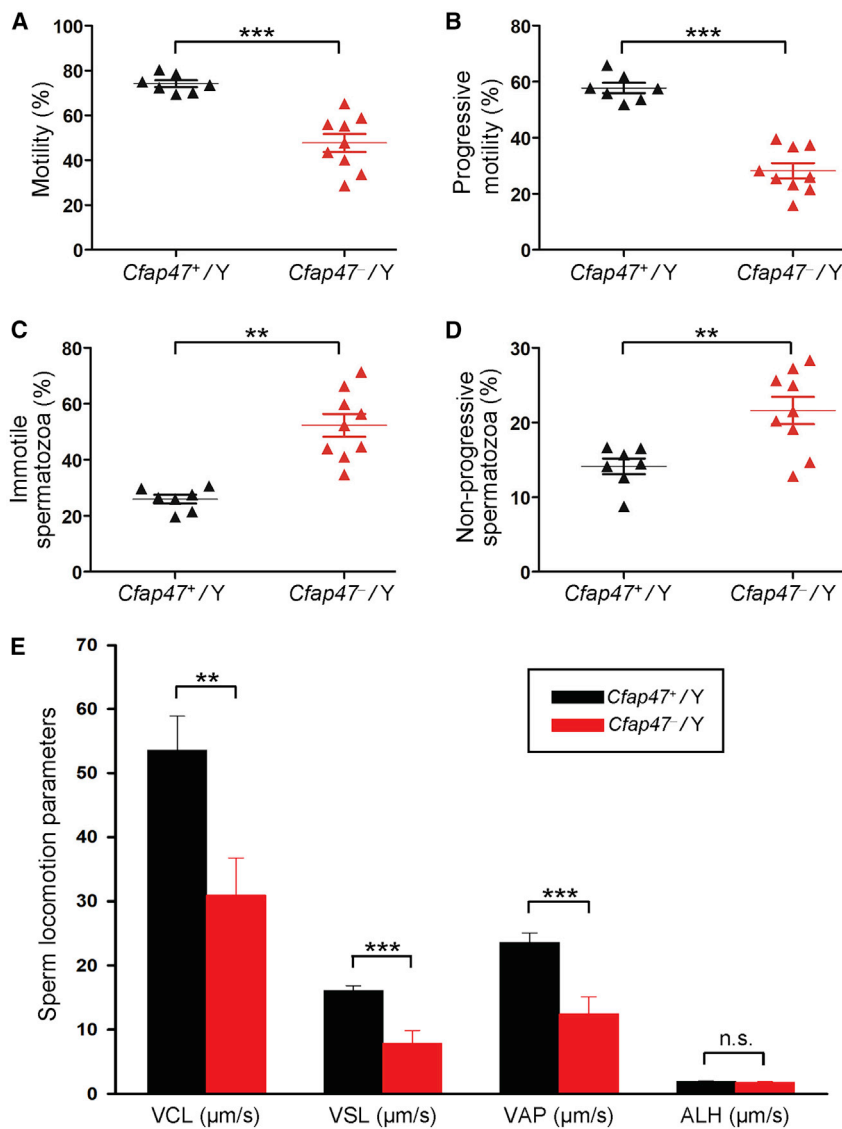 A
Motility (%)
100
80
60
40
20
0
***
Cfap47⁺/Y
Cfap47⁻/Y
B
Progressive
motility (%)
80
60
40
20
0
***
Cfap47⁺/Y
Cfap47⁻/Y
C
Immotile
spermatozoa (%)
80
60
40
20
0
**
Cfap47⁺/Y
Cfap47⁻/Y
D
Non-progressive
spermatozoa (%)
30
20
10
0
**
Cfap47⁺/Y
Cfap47⁻/Y
E
Sperm locomotion parameters
70
60
50
40
30
20
10
0
**
***
***
n.s.
Cfap47⁺/Y
Cfap47⁻/Y
VCL (µm/s)
VSL (µm/s)
VAP (µm/s)
ALH (µm/s)